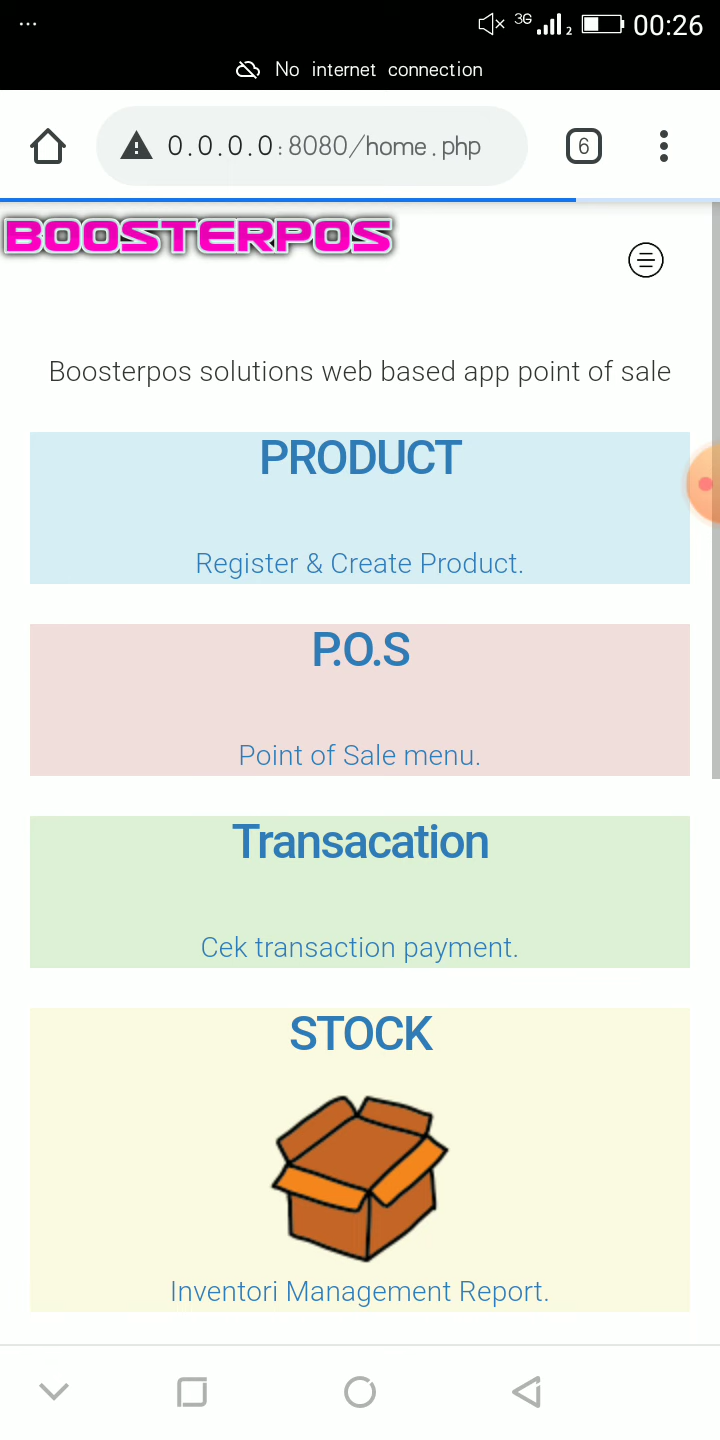 ...
3G
2
00:26
No internet connection
0.0.0.0:8080/home.php
6
BOOSTERPOS
Boosterpos solutions web based app point of sale
PRODUCT
Register & Create Product.
P.O.S
Point of Sale menu.
Transacation
Cek transaction payment.
STOCK
Inventori Management Report.